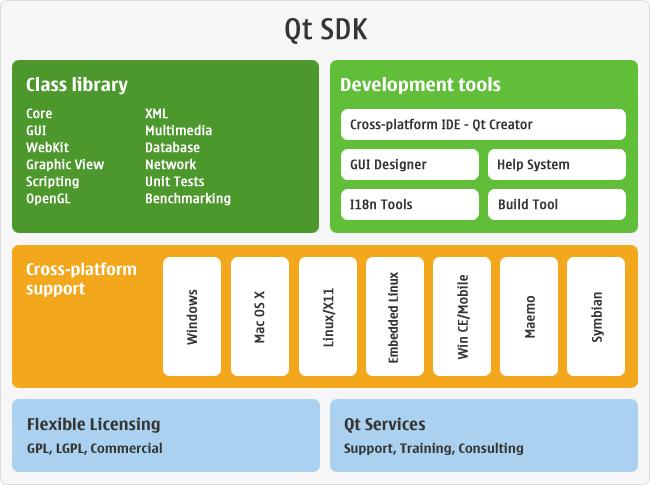 Qt SDK
Class library
Core
GUI
WebKit
Graphic View
Scripting
OpenGL
XML
Multimedia
Database
Network
Unit Tests
Benchmarking
Development tools
Cross-platform IDE - Qt Creator
GUI Designer
Help System
I18n Tools
Build Tool
Cross-platform
support
Windows
Mac OS X
Linux/X11
Embedded Linux
Win CE/Mobile
Maemo
Symbian
Flexible Licensing
GPL, LGPL, Commercial
Qt Services
Support, Training, Consulting